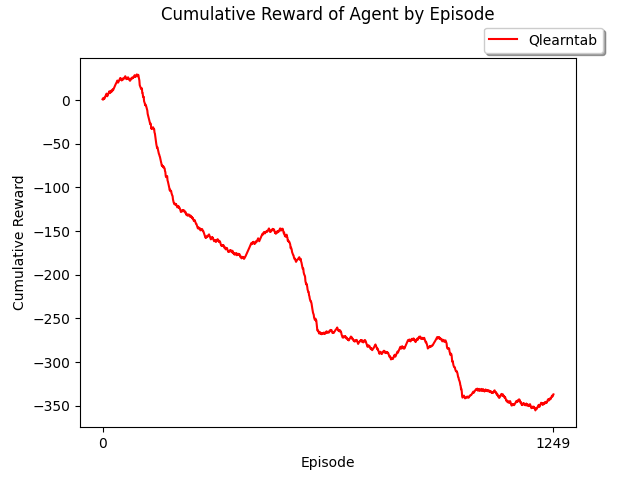 Cumulative Reward of Agent by Episode
Qlearntab
0
−50
−100
−150
−200
−250
−300
−350
Cumulative Reward
0
1249
Episode